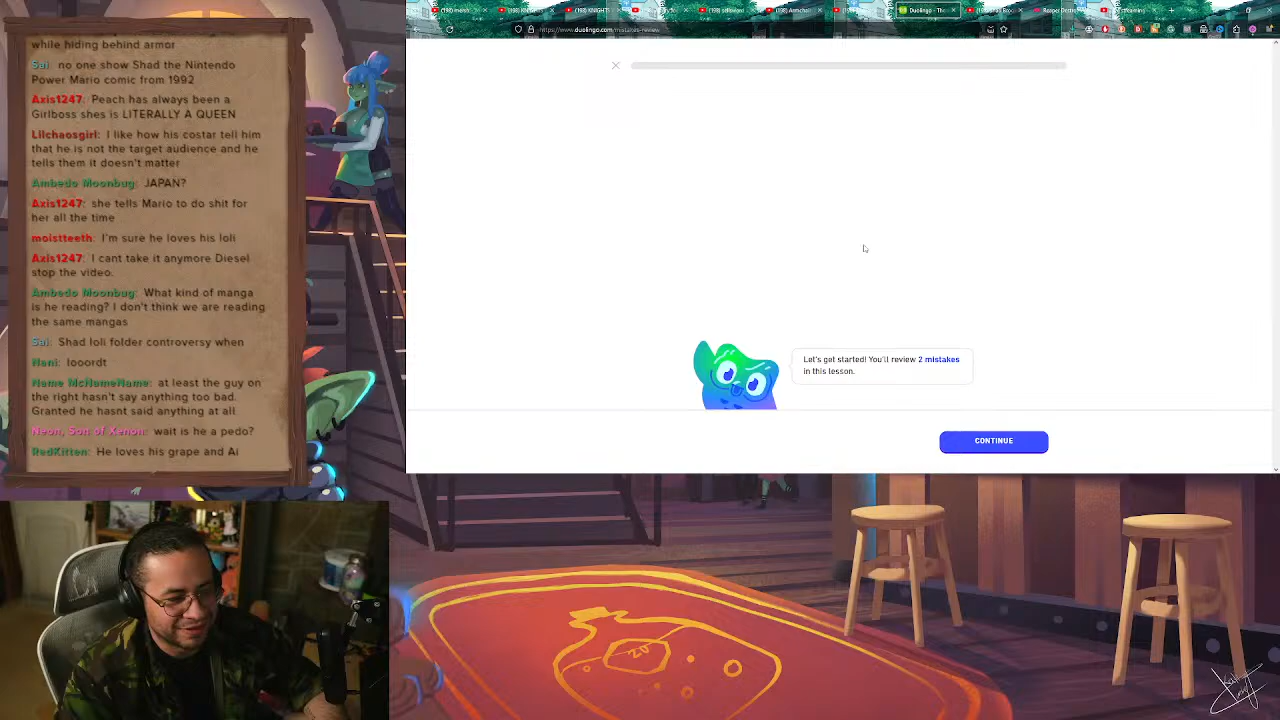 while hiding behind armor
Sai: no one show Shad the Nintendo
Power Mario comic from 1992
Axis1247: Peach has always been a
Girlboss shes is LITERALLY A QUEEN
Lilchaosgirl: I like how his costar tell him
that he is not the target audience and he
tells them it doesn't matter
Ambedo Moonbug: JAPAN?
Axis1247: she tells Mario to do shit for
her all the time
moistteeth: I'm sure he loves his loli
Axis1247: I cant take it anymore Diesel
stop the video.
Ambedo Moonbug: What kind of manga
is he reading? I don't think we are reading
the same mangas
Sai: Shad loli folder controversy when
Nani: looordt
Name McNameName: at least the guy on
the right hasn't say anything too bad.
Granted he hasnt said anything at all
Neon, Son of Xenon: wait is he a pedo?
RedKitten: He loves his grape and Ai
https://www.duolingo.com/mistakes-review
Let's get started! You'll review 2 mistakes
in this lesson.
CONTINUE
20